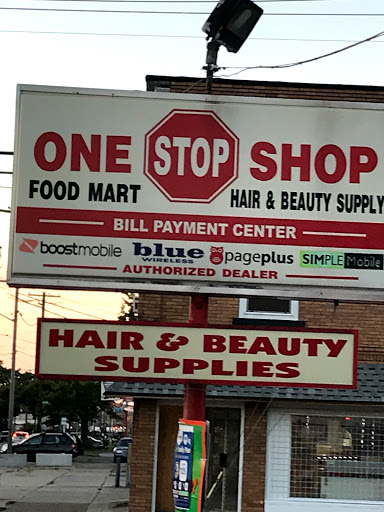 ONE STOP SHOP
FOOD MART
HAIR & BEAUTY SUPPLY
BILL PAYMENT CENTER
boostmobile blue WIRELESS pageplus SIMPLE Mobile
AUTHORIZED DEALER
HAIR & BEAUTY
SUPPLIES